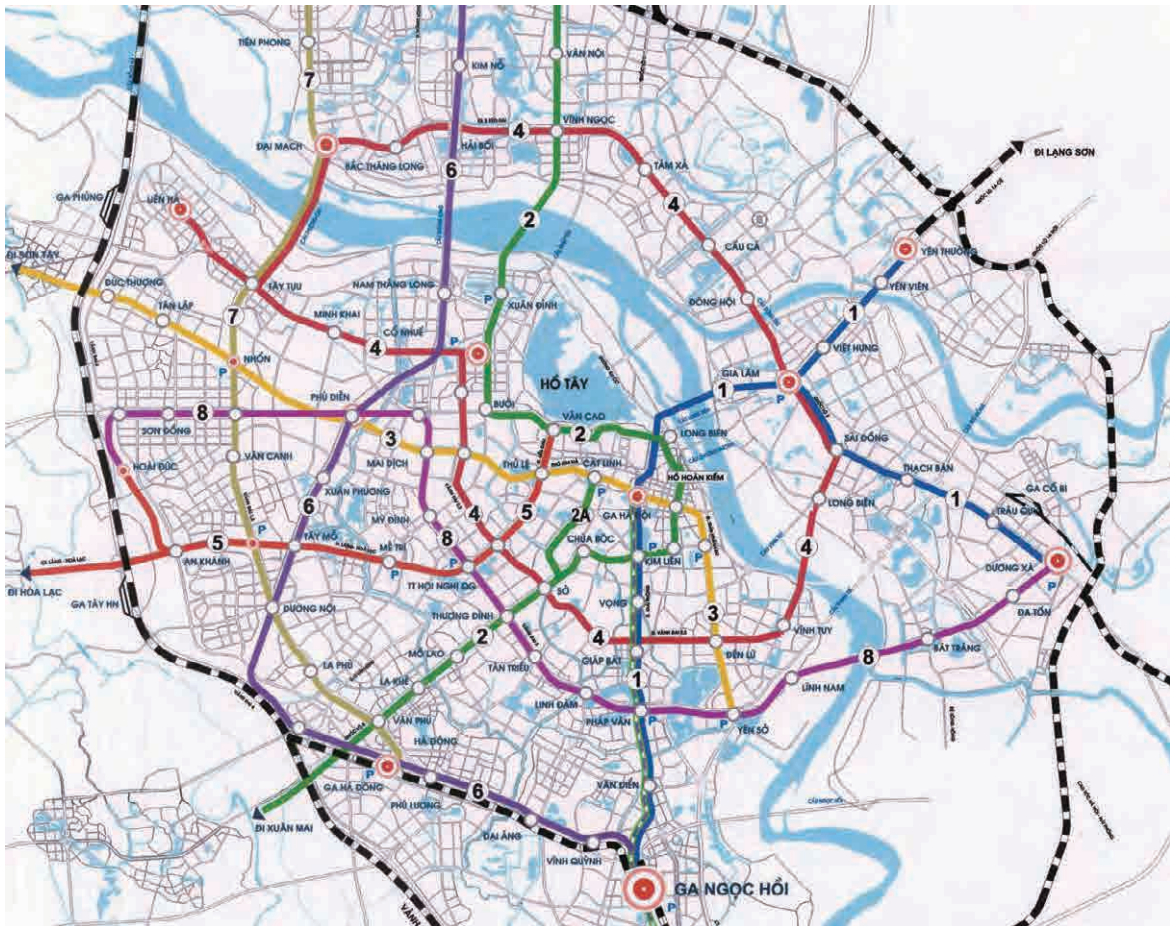 TIÊN PHONG
7
KIM NỖ
VÂN NỘI
ĐẠI MẠCH
BẮC THĂNG LONG
HẢI BỐI
4
VĨNH NGỌC
6
TÀM XÁ
ĐI LẠNG SƠN
GA PHÙNG
LIÊN HÀ
2
4
CẦU CẢ
YÊN THƯỜNG
ĐI SƠN TÂY
ĐỨC THƯỢNG
TÂN LẬP
TÂY TỰU
NAM THĂNG LONG
P
XUÂN ĐỈNH
ĐÔNG HỘI
YÊN VIÊN
7
MINH KHAI
CỔ NHUẾ
4
P
1
VIỆT HƯNG
NHỔN
P
HỒ TÂY
GIA LÂM
1
P
PHÚ DIỄN
BƯỞI
VÂN CAO
2
8
SƠN ĐỒNG
3
LONG BIÊN
SÀI ĐỒNG
VÂN CANH
MAI DỊCH
THỦ LỆ
CÁT LINH
P
HỒ HOÀN KIẾM
THẠCH BÀN
HOÀI ĐỨC
XUÂN PHƯƠNG
6
GA HÀ NỘI
LONG BIÊN
1
GA CỔ BI
TRÂU QUỲ
MỸ ĐÌNH
4
5
2A
5
P
TÂY MỖ
MỄ TRÌ
P
8
CHÙA BỘC
P
4
AN KHÁNH
P
TT HỘI NGHỊ QG
KIM LIÊN
DƯƠNG XÁ
P
ĐI HÒA LẠC
GA TÂY HN
SỞ
VỌNG
ĐA TỐN
DƯƠNG NỘI
THƯỢNG ĐÌNH
2
3
VĨNH TUY
4
ĐỀN LỪ
BÁT TRÀNG
8
LA PHÙ
MỖ LAO
TÂN TRIỀU
GIÁP BÁT
1
LA KHÊ
LINH ĐÀM
LĨNH NAM
VĂN PHÚ
PHÁP VÂN
P
P
YÊN SỞ
HÀ ĐÔNG
P
GA HÀ ĐÔNG
VĂN ĐIỂN
PHÚ LƯƠNG
6
ĐI XUÂN MAI
ĐẠI ÁNG
VĨNH QUỲNH
GA NGỌC HỒI
P